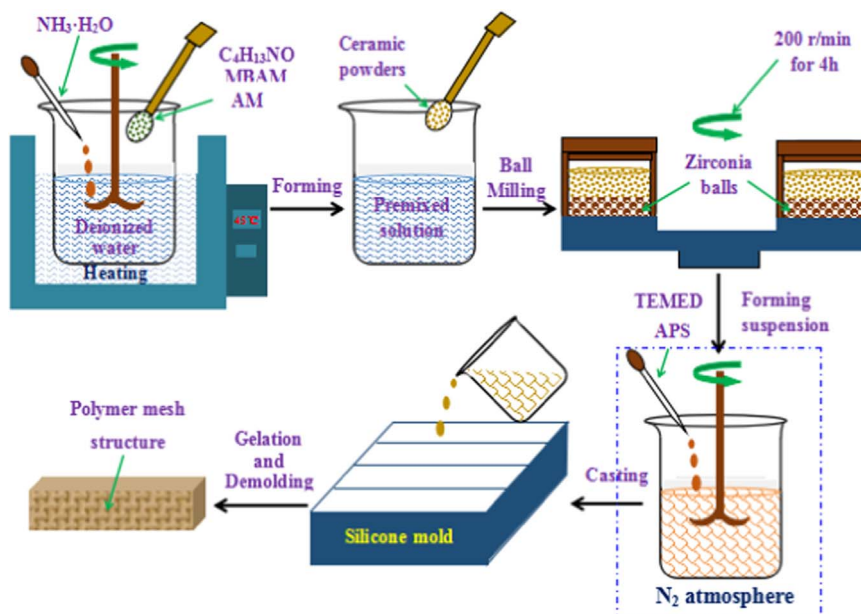 NH₃·H₂O
C₄H₁₃NO
MBAM
AM
Deionized
water
Heating
45℃
Forming
Ceramic
powders
Premixed
solution
Ball
Milling
200 r/min
for 4h
Zirconia
balls
Forming
suspension
TEMED
APS
N₂ atmosphere
Casting
Silicone mold
Gelation
and
Demolding
Polymer mesh
structure